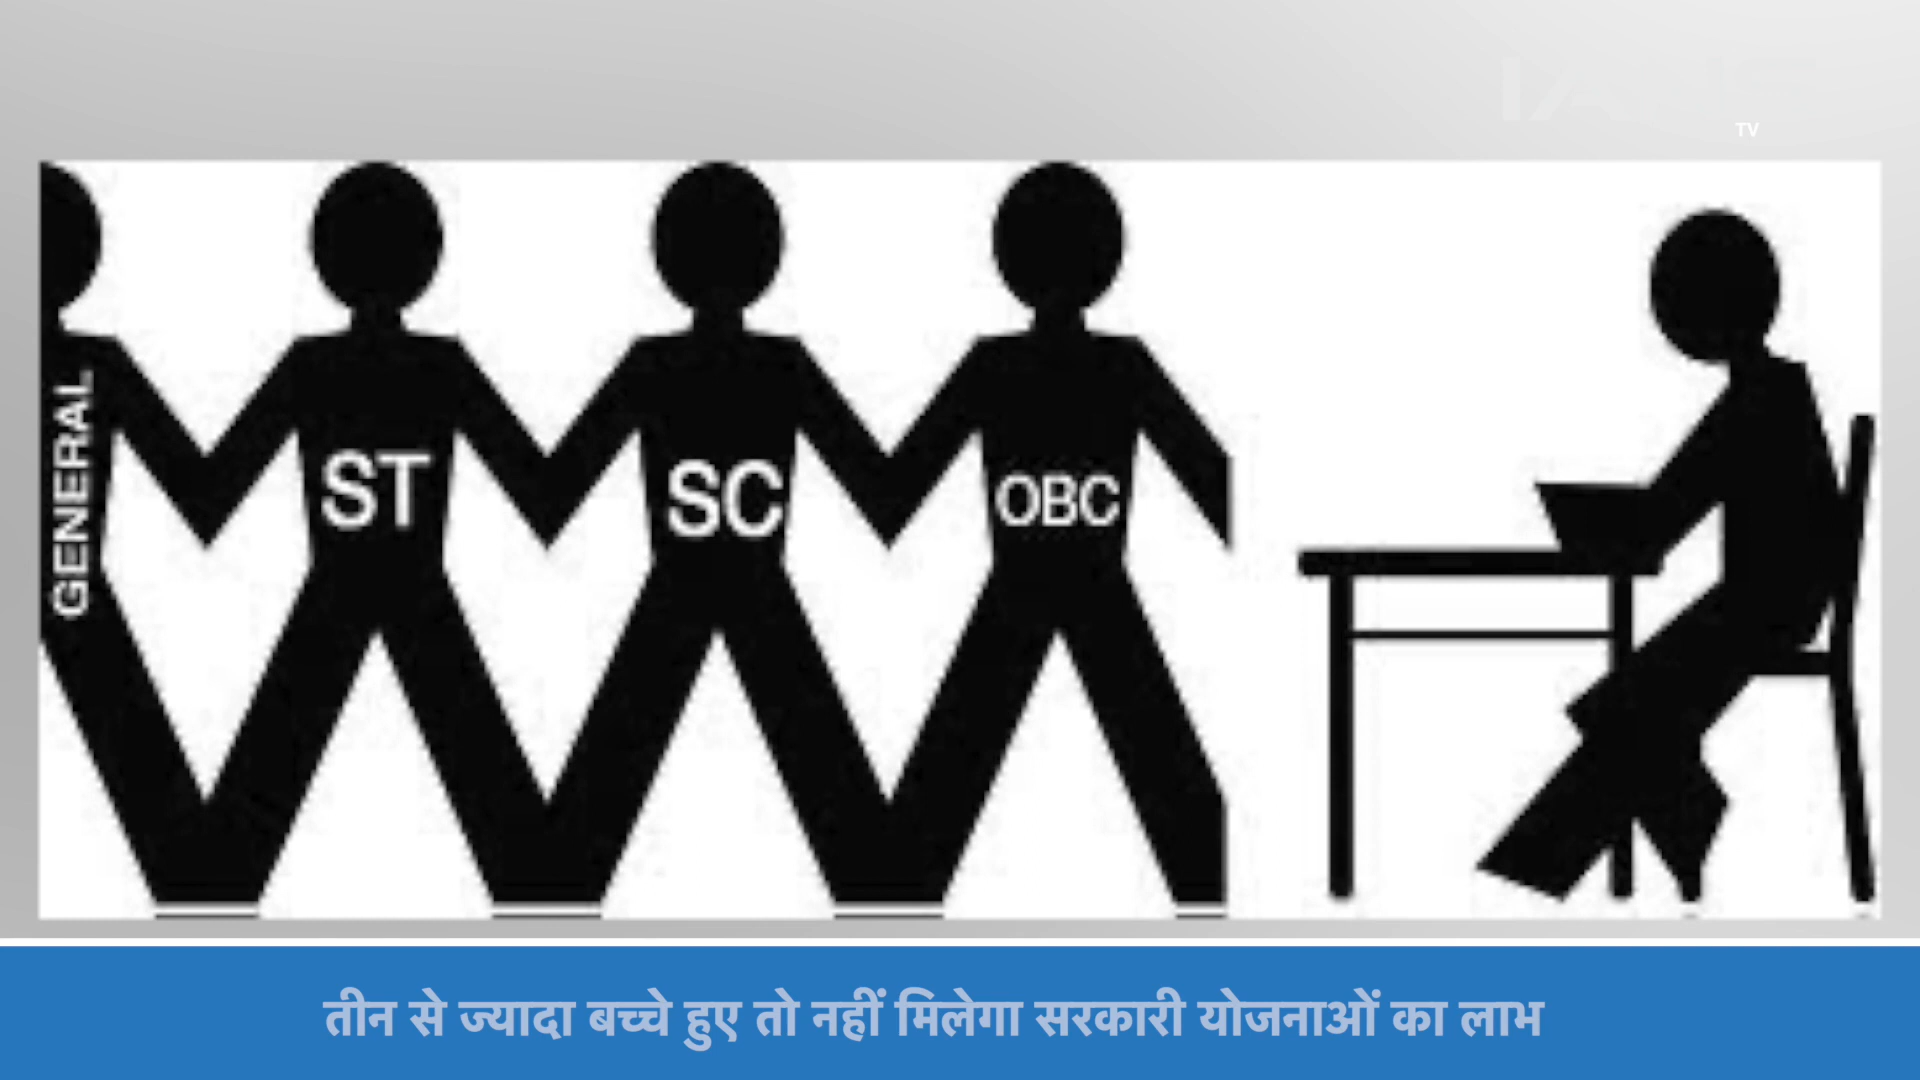 TV
GENERAL
ST
SC
OBC
तीन से ज्यादा बच्चे हुए तो नहीं मिलेगा सरकारी योजनाओं का लाभ